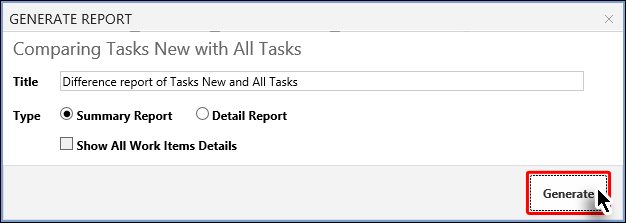 GENERATE REPORT
Comparing Tasks New with All Tasks
Title Difference report of Tasks New and All Tasks
Type Summary Report Detail Report
Show All Work Items Details
Generate